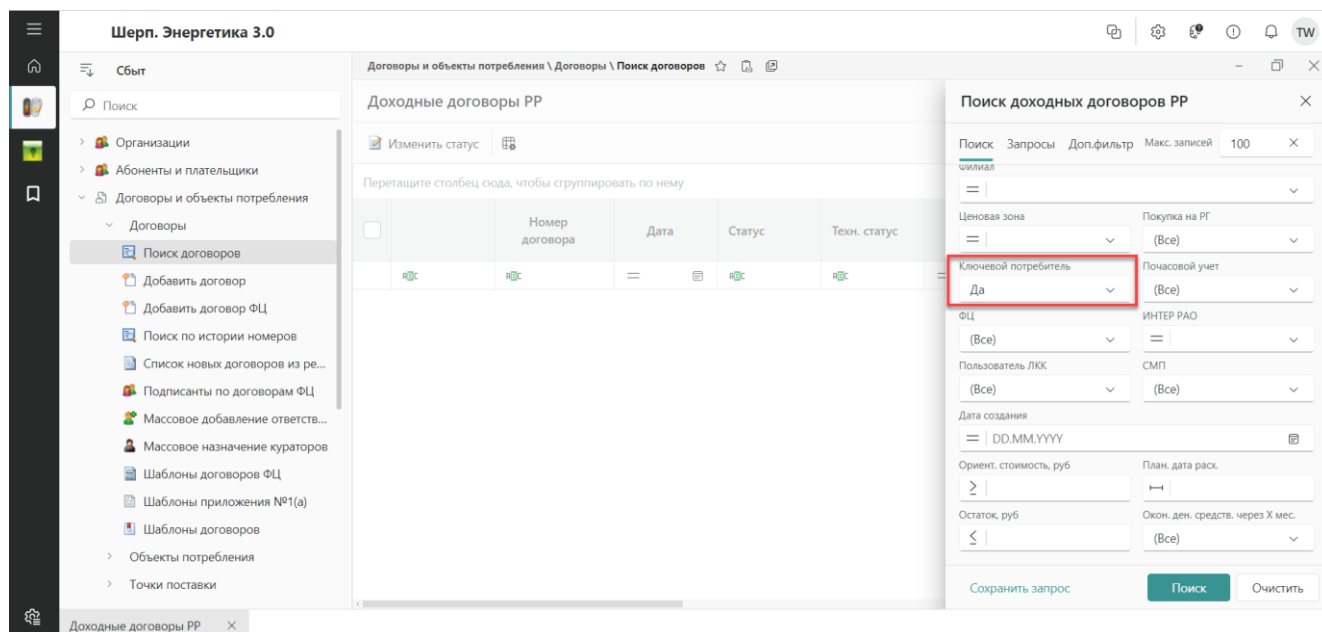 Шерп. Энергетика 3.0
TW
Сбыт
Поиск
Организации
Абоненты и плательщики
Договоры и объекты потребления
Договоры
Поиск договоров
Добавить договор
Добавить договор ФЦ
Поиск по истории номеров
Список новых договоров из ре...
Подписанты по договорам ФЦ
Массовое добавление ответств...
Массовое назначение кураторов
Шаблоны договоров ФЦ
Шаблоны приложения №1(а)
Шаблоны договоров
Объекты потребления
Точки поставки
Договоры и объекты потребления \ Договоры \ Поиск договоров
Доходные договоры РР
Изменить статус
Перетащите столбец сюда, чтобы сгруппировать по нему
Номер договора Дата Статус Техн. статус
Поиск доходных договоров РР
Поиск Запросы Доп.фильтр Макс. записей 100
Филиал
Ценовая зона Покупка на РГ
(Все)
Ключевой потребитель Почасовой учет
Да (Все)
ФЦ ИНТЕР РАО
(Все)
Пользователь ЛКК СМП
(Все) (Все)
Дата создания
DD.MM.YYYY
Ориент. стоимость, руб План. дата расх.
Остаток, руб Окон. ден. средств. через X мес.
(Все)
Сохранить запрос Поиск Очистить
Доходные договоры РР